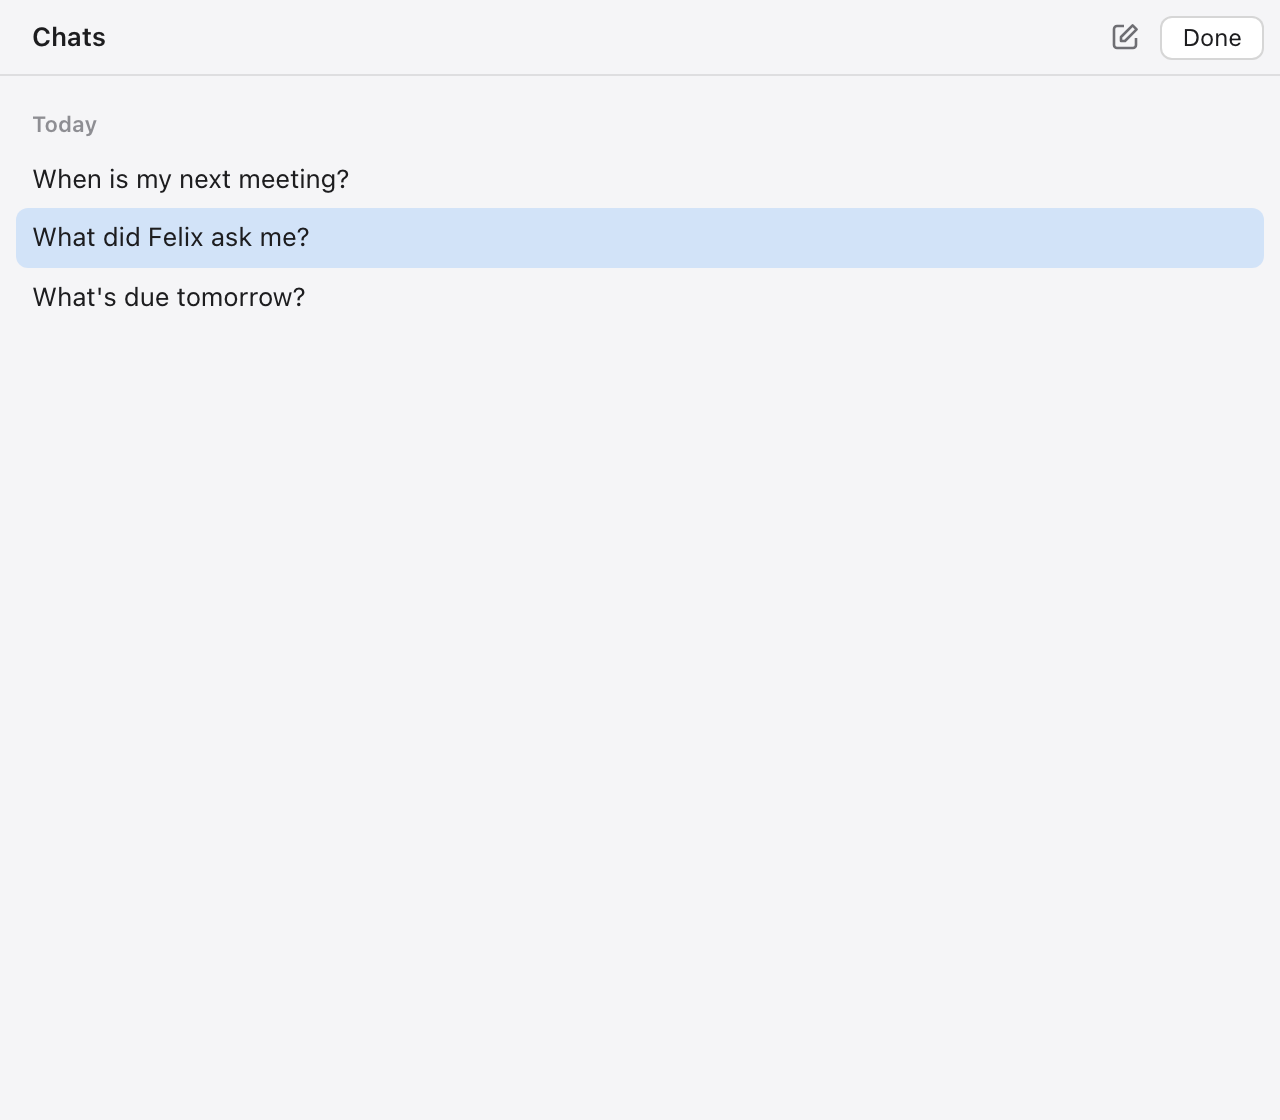 Chats
Done
Today
When is my next meeting?
What did Felix ask me?
What's due tomorrow?